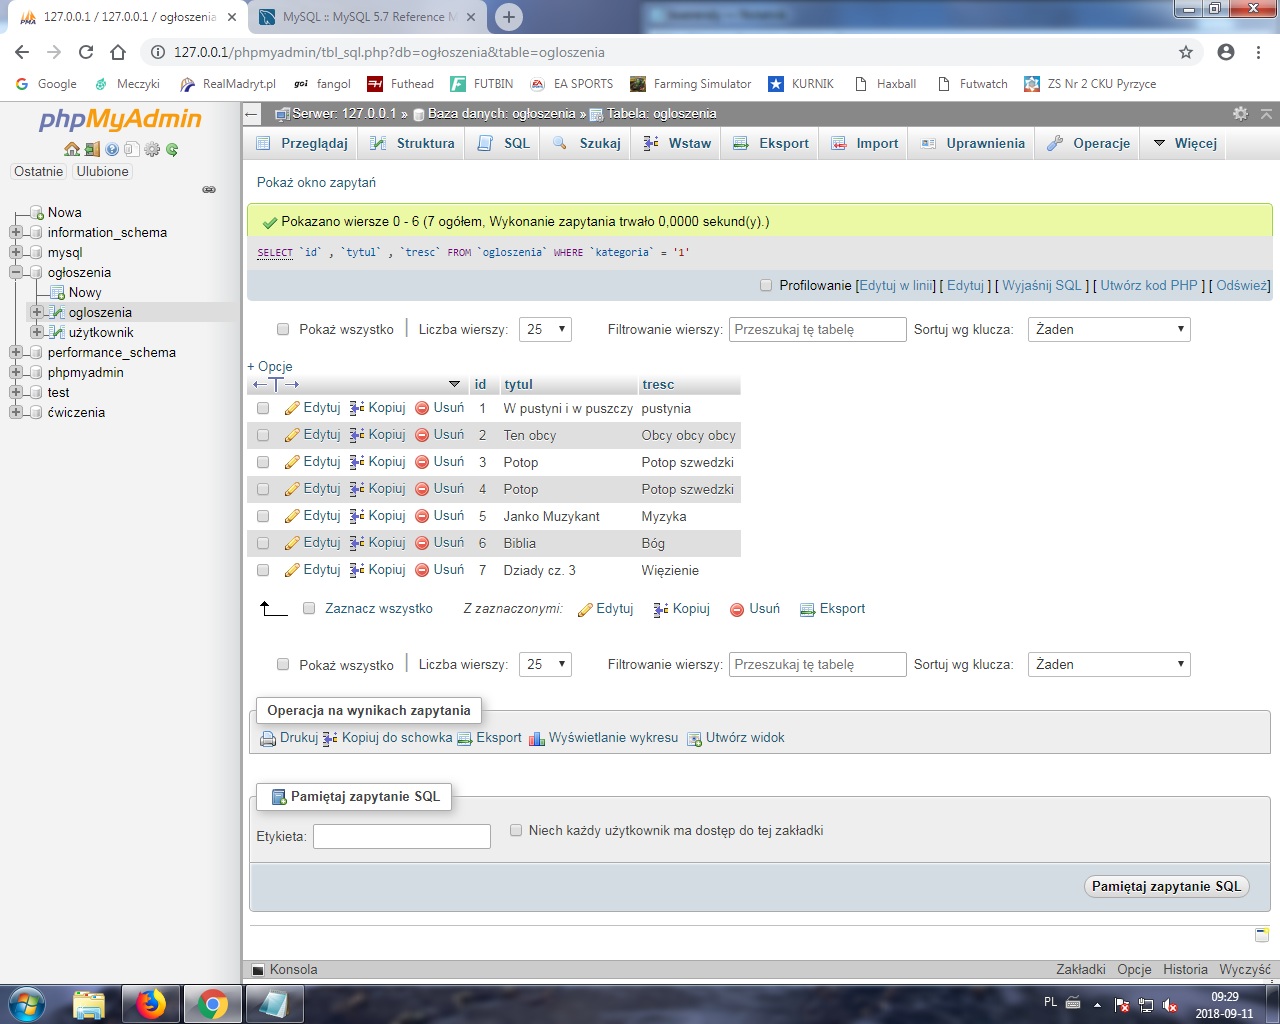 127.0.0.1 / 127.0.0.1 / ogłoszenia
MySQL :: MySQL 5.7 Reference M
127.0.0.1/phpmyadmin/tbl_sql.php?db=ogłoszenia&table=ogloszenia
Google Meczyki RealMadryt.pl goi fangol Futhead FUTBIN EA SPORTS Farming Simulator KURNIK Haxball Futwatch ZS Nr 2 CKU Pyrzyce
phpMyAdmin
Ostatnie Ulubione
Nowa
information_schema
mysql
ogłoszenia
Nowy
ogloszenia
użytkownik
performance_schema
phpmyadmin
test
ćwiczenia
Serwer: 127.0.0.1 » Baza danych: ogłoszenia » Tabela: ogloszenia
Przeglądaj Struktura SQL Szukaj Wstaw Eksport Import Uprawnienia Operacje Więcej
Pokaż okno zapytań
Pokazano wiersze 0 - 6 (7 ogółem, Wykonanie zapytania trwało 0,0000 sekund(y).)
SELECT `id` , `tytul` , `tresc` FROM `ogloszenia` WHERE `kategoria` = '1'
Profilowanie [Edytuj w linii] [ Edytuj ] [ Wyjaśnij SQL ] [ Utwórz kod PHP ] [ Odśwież]
Pokaż wszystko | Liczba wierszy: 25 Filtrowanie wierszy: Przeszukaj tę tabelę Sortuj wg klucza: Żaden
+ Opcje
←T→ id tytul tresc
Edytuj Kopiuj Usuń 1 W pustyni i w puszczy pustynia
Edytuj Kopiuj Usuń 2 Ten obcy Obcy obcy obcy
Edytuj Kopiuj Usuń 3 Potop Potop szwedzki
Edytuj Kopiuj Usuń 4 Potop Potop szwedzki
Edytuj Kopiuj Usuń 5 Janko Muzykant Myzyka
Edytuj Kopiuj Usuń 6 Biblia Bóg
Edytuj Kopiuj Usuń 7 Dziady cz. 3 Więzienie
Zaznacz wszystko Z zaznaczonymi: Edytuj Kopiuj Usuń Eksport
Pokaż wszystko | Liczba wierszy: 25 Filtrowanie wierszy: Przeszukaj tę tabelę Sortuj wg klucza: Żaden
Operacja na wynikach zapytania
Drukuj Kopiuj do schowka Eksport Wyświetlanie wykresu Utwórz widok
Pamiętaj zapytanie SQL
Etykieta: Niech każdy użytkownik ma dostęp do tej zakładki
Pamiętaj zapytanie SQL
Konsola Zakładki Opcje Historia Wyczyść
PL 09:29
2018-09-11